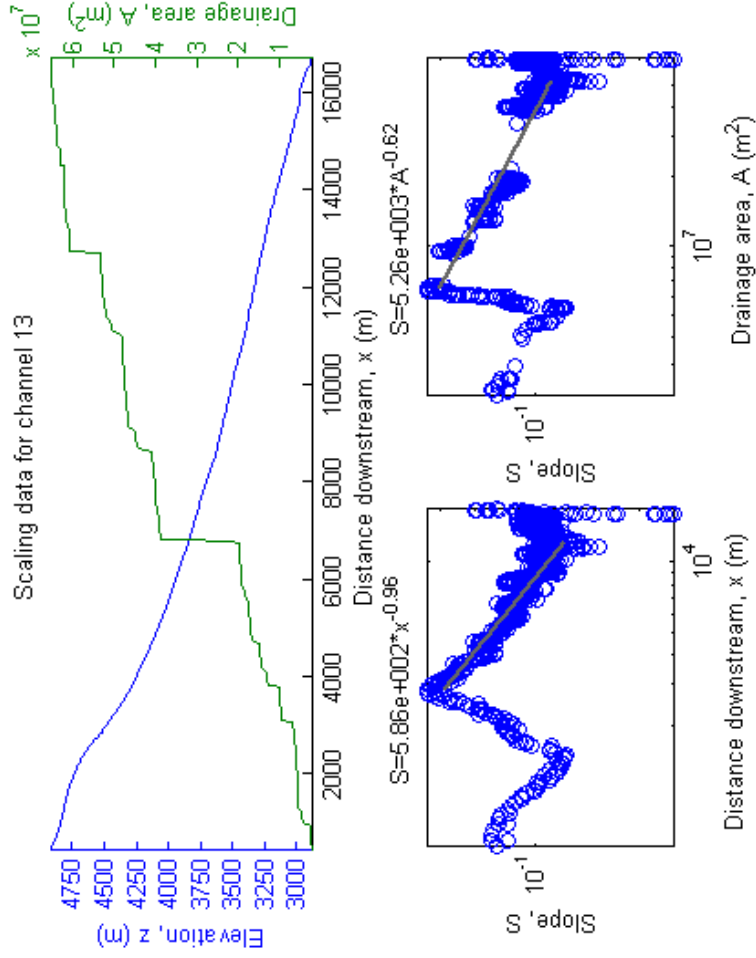 Scaling data for channel 13
x 10^7
Elevation, z (m)
4750
4500
4250
4000
3750
3500
3250
3000
Drainage area, A (m^2)
6
5
4
3
2
1
2000 4000 6000 8000 10000 12000 14000 16000
Distance downstream, x (m)
S=5.86e+002*x^-0.96
Slope, S
10^-1
10^4
Distance downstream, x (m)
S=5.26e+003*A^-0.62
Slope, S
10^-1
10^7
Drainage area, A (m^2)